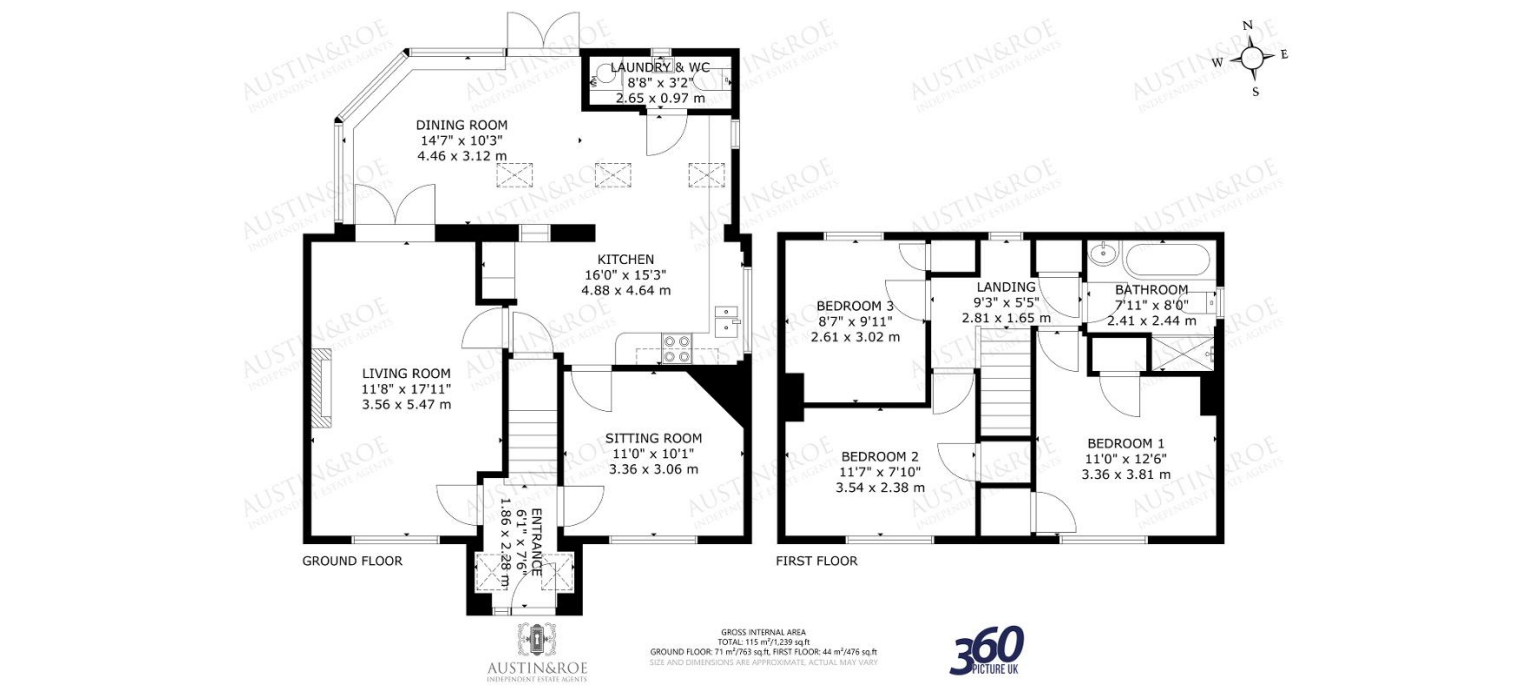 LAUNDRY & WC
8'8" x 3'2"
2.65 x 0.97 m
DINING ROOM
14'7" x 10'3"
4.46 x 3.12 m
KITCHEN
16'0" x 15'3"
4.88 x 4.64 m
LIVING ROOM
11'8" x 17'11"
3.56 x 5.47 m
SITTING ROOM
11'0" x 10'1"
3.36 x 3.06 m
ENTRANCE
6'1" x 7'6"
1.86 x 2.28 m
GROUND FLOOR
N
W E
S
BEDROOM 3
8'7" x 9'11"
2.61 x 3.02 m
LANDING
9'3" x 5'5"
2.81 x 1.65 m
BATHROOM
7'11" x 8'0"
2.41 x 2.44 m
BEDROOM 2
11'7" x 7'10"
3.54 x 2.38 m
BEDROOM 1
11'0" x 12'6"
3.36 x 3.81 m
FIRST FLOOR
AUSTIN&ROE
INDEPENDENT ESTATE AGENTS
GROSS INTERNAL AREA
TOTAL: 115 m²/1,239 sq.ft
GROUND FLOOR: 71 m²/763 sq.ft, FIRST FLOOR: 44 m²/476 sq.ft
SIZE AND DIMENSIONS ARE APPROXIMATE, ACTUAL MAY VARY
360
PICTURE UK